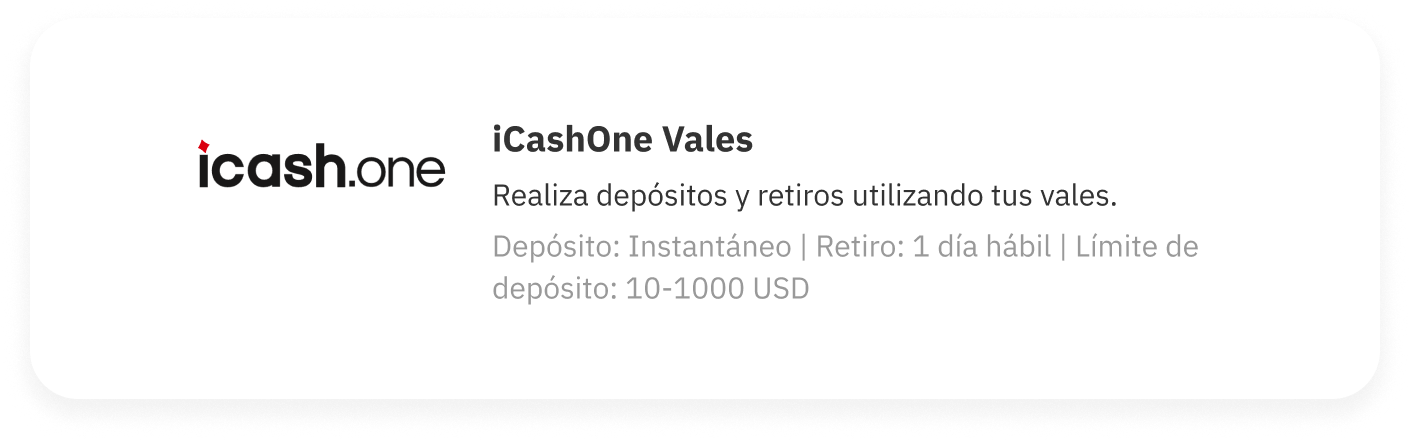 icash.one
iCashOne Vales
Realiza depósitos y retiros utilizando tus vales.
Depósito: Instantáneo | Retiro: 1 día hábil | Límite de
depósito: 10-1000 USD